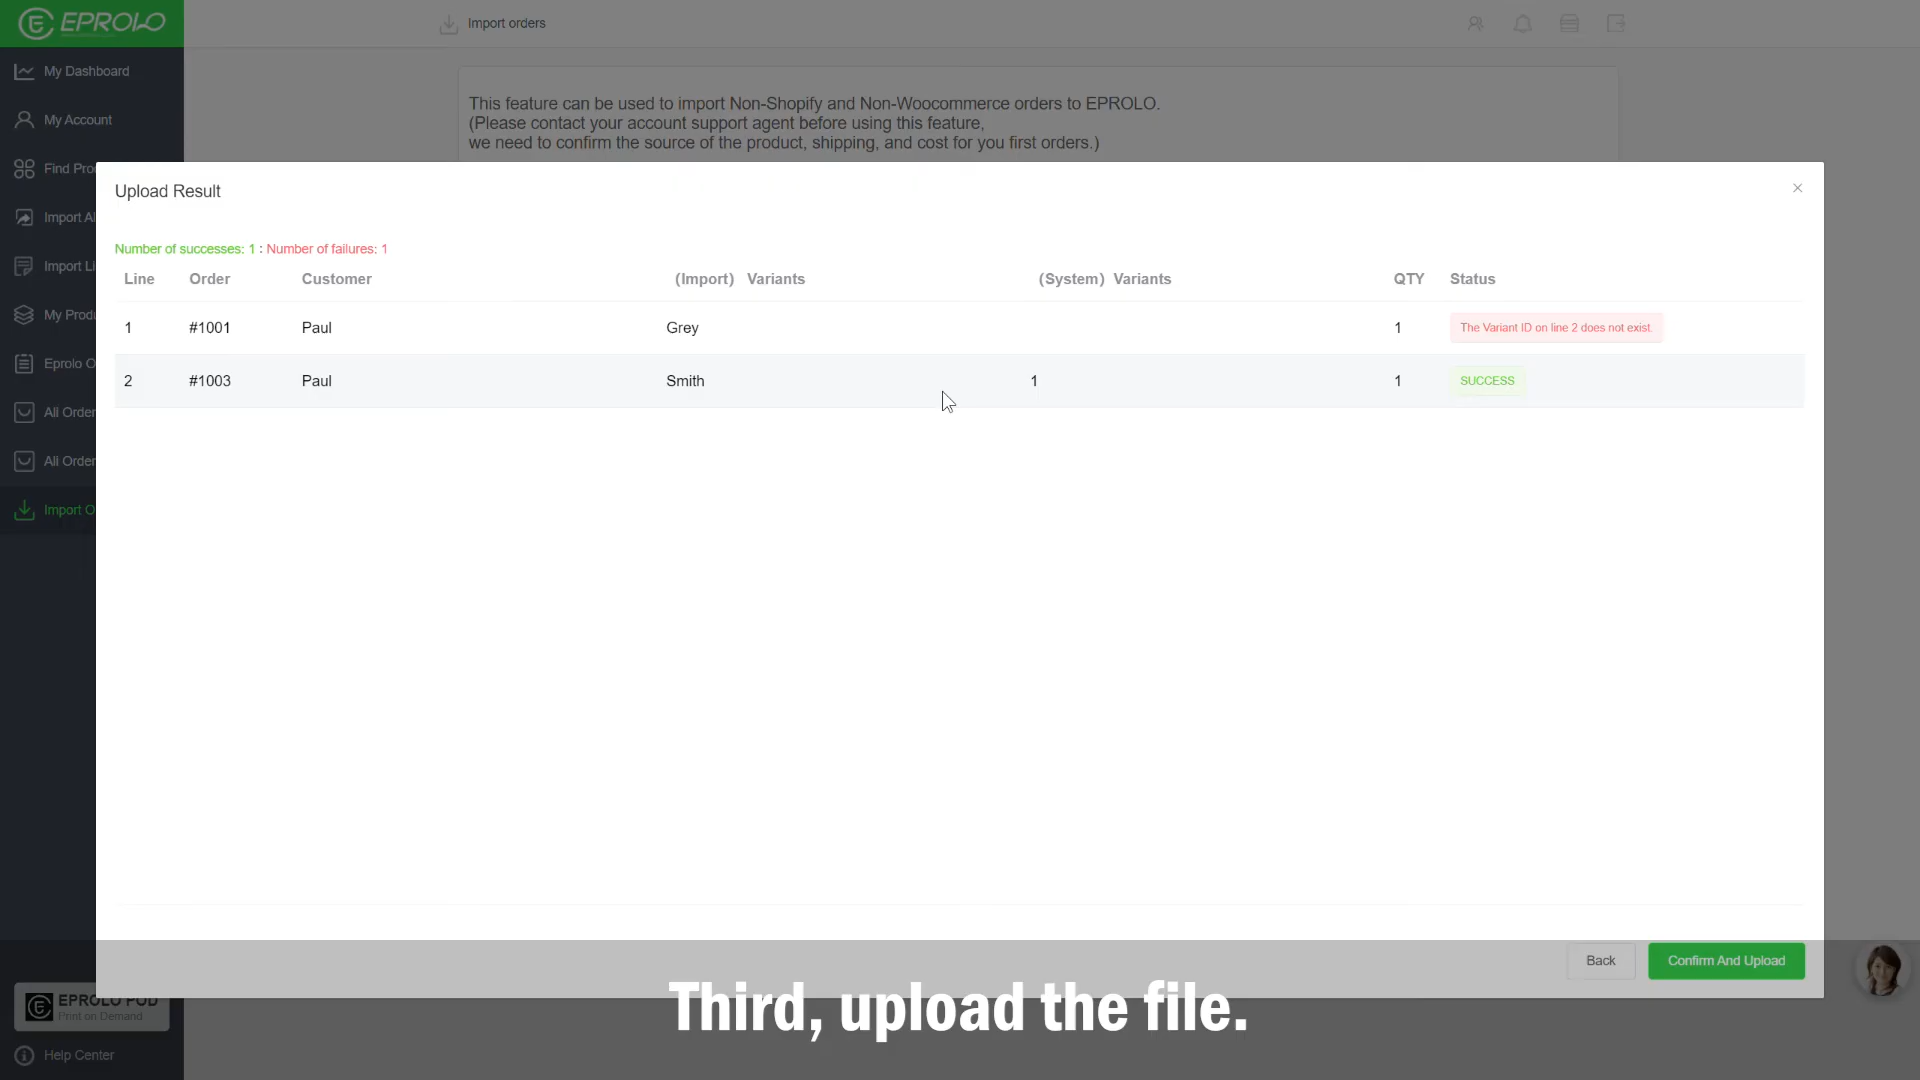 EPROLO
Import orders
My Dashboard
My Account
Find Pro
Import Al
Import Li
My Produ
Eprolo O
All Order
All Order
Import O
This feature can be used to import Non-Shopify and Non-Woocommerce orders to EPROLO.
(Please contact your account support agent before using this feature,
we need to confirm the source of the product, shipping, and cost for you first orders.)
Upload Result
Number of successes: 1 : Number of failures: 1
Line Order Customer (Import) Variants (System) Variants QTY Status
1 #1001 Paul Grey 1 The Variant ID on line 2 does not exist.
2 #1003 Paul Smith 1 1 SUCCESS
Back Confirm And Upload
EPROLO POD
Print on Demand
Help Center
Third, upload the file.